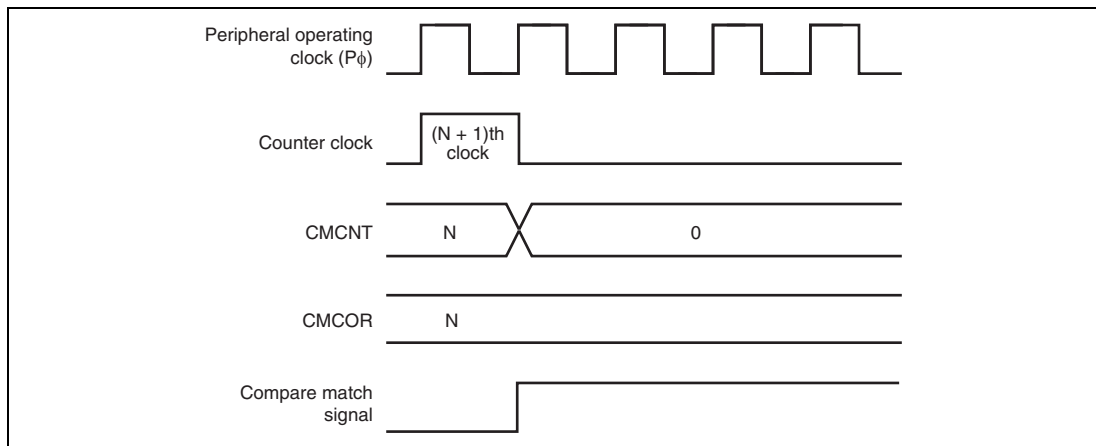 Peripheral operating
clock (Pϕ)
(N + 1)th
clock
Counter clock
CMCNT
N
0
CMCOR
N
Compare match
signal